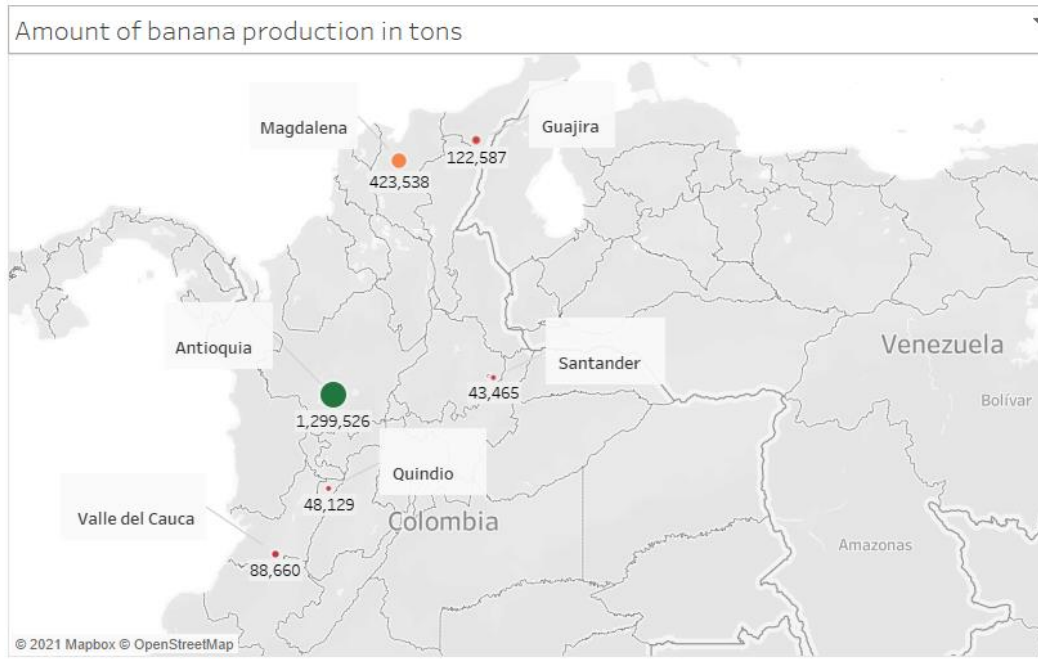 Amount of banana production in tons
Magdalena
Guajira
122,587
423,538
Antioquia
Santander
Venezuela
43,465
Bolívar
1,299,526
Quindio
48,129
Valle del Cauca
Colombia
Amazonas
88,660
© 2021 Mapbox © OpenStreetMap